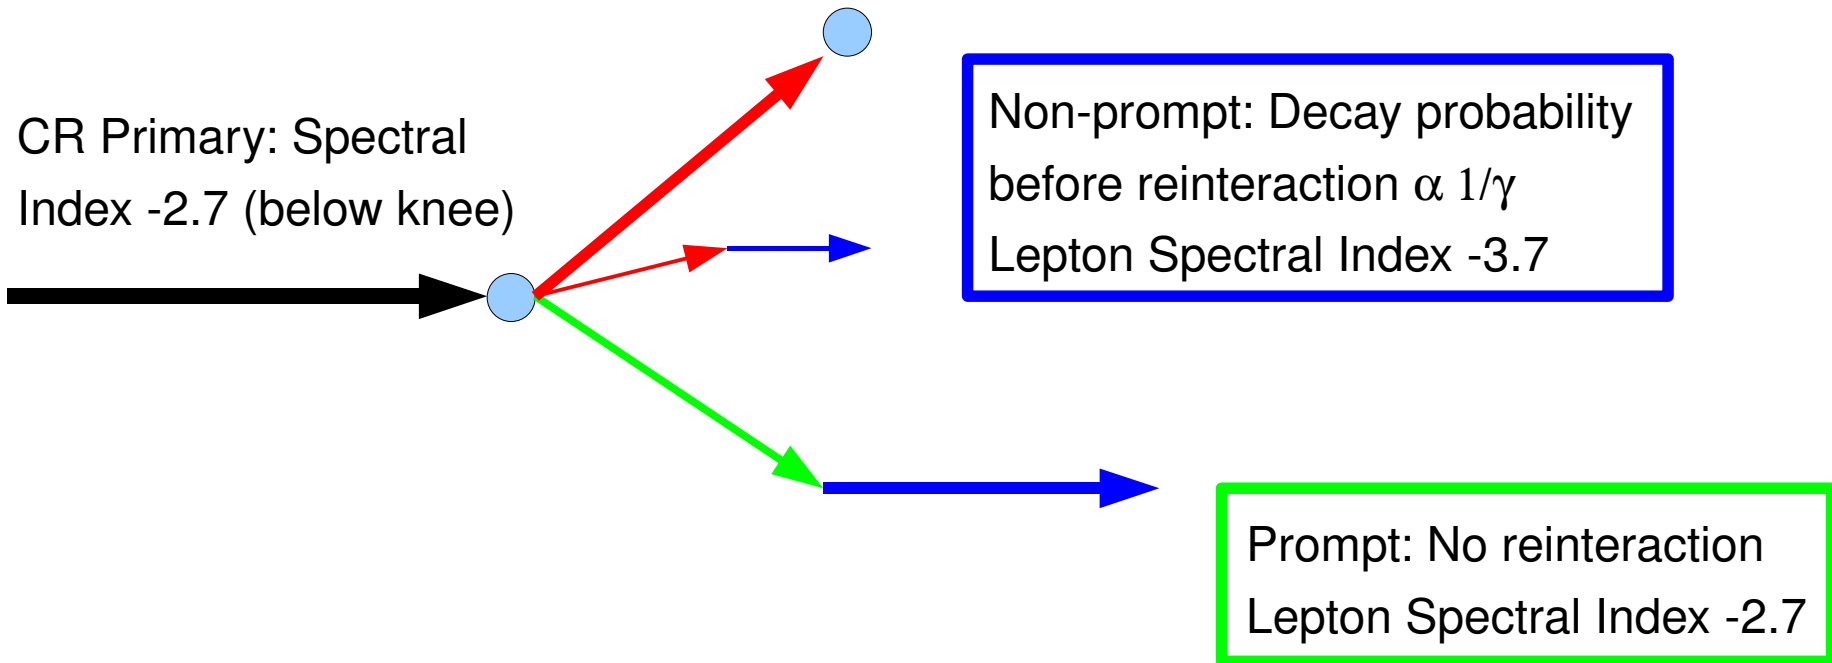 CR Primary: Spectral
Index -2.7 (below knee)
Non-prompt: Decay probability
before reinteraction α 1/γ
Lepton Spectral Index -3.7
Prompt: No reinteraction
Lepton Spectral Index -2.7